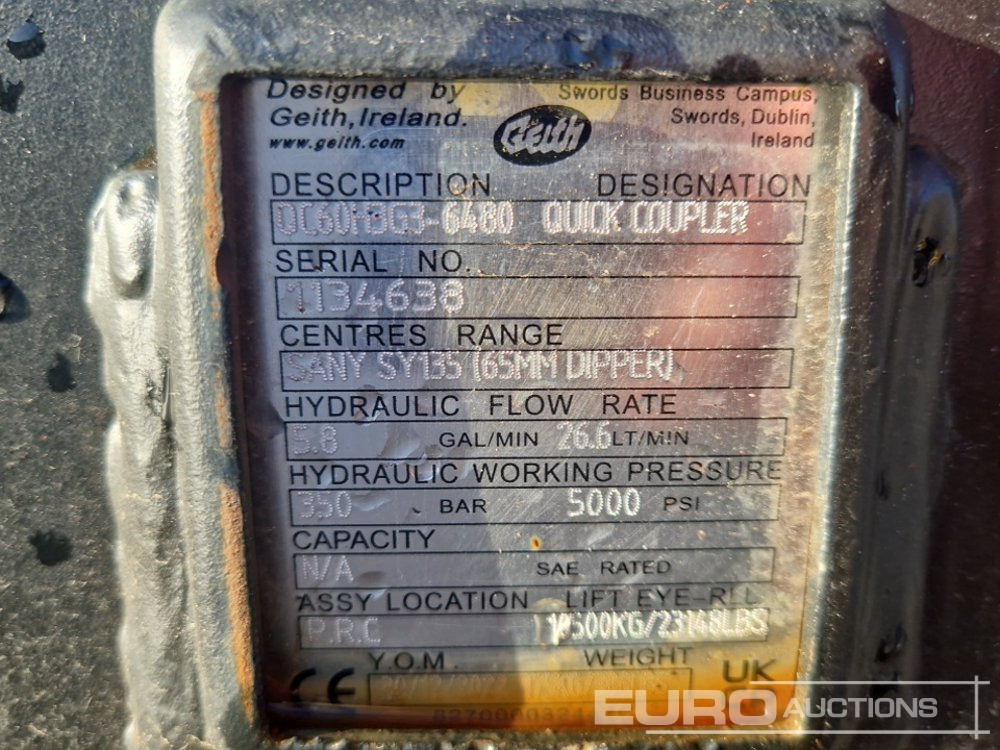 Designed by
Geith, Ireland.
www.geith.com
Geith
Swords Business Campus,
Swords, Dublin,
Ireland
DESCRIPTION DESIGNATION
QC60HBG3-6480 QUICK COUPLER
SERIAL NO.
1134638
CENTRES RANGE
SANY SY135 (65MM DIPPER)
HYDRAULIC FLOW RATE
5.8 GAL/MIN 26.6 LT/MIN
HYDRAULIC WORKING PRESSURE
350 BAR 5000 PSI
CAPACITY
N/A SAE RATED
ASSY LOCATION LIFT EYE-RLL
P.R.C 500KG/23148LBS
Y.O.M. WEIGHT
CE UK
EURO AUCTIONS